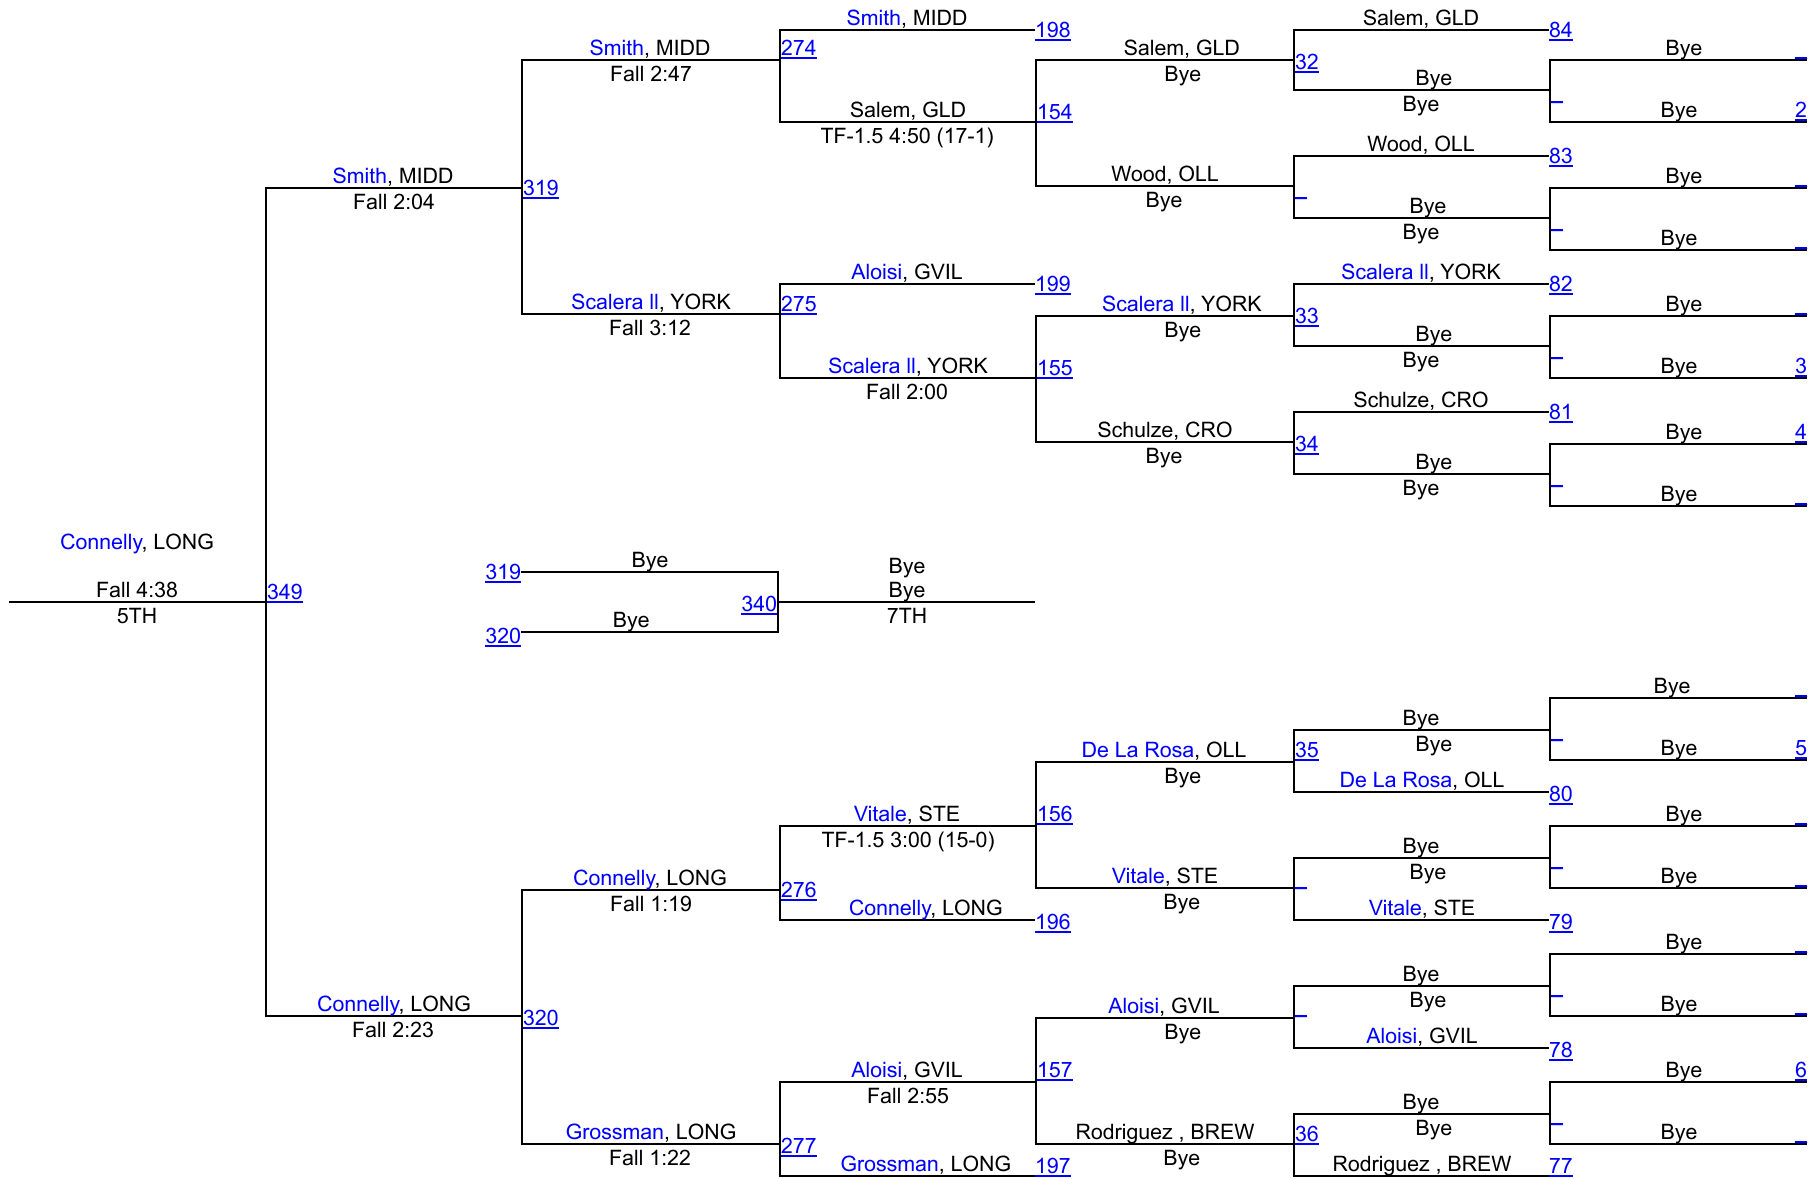 Smith, MIDD
198
Salem, GLD
84
Smith, MIDD
274
Salem, GLD
32
Bye
Fall 2:47
Bye
Bye
Salem, GLD
154
Bye
Bye
2
TF-1.5 4:50 (17-1)
Wood, OLL
83
Smith, MIDD
319
Wood, OLL
Bye
Fall 2:04
Bye
Bye
Bye
Bye
Aloisi, GVIL
199
Scalera ll, YORK
82
Scalera ll, YORK
275
Scalera ll, YORK
33
Bye
Fall 3:12
Bye
Bye
Scalera ll, YORK
155
Bye
Bye
3
Fall 2:00
Schulze, CRO
81
Schulze, CRO
34
Bye
4
Bye
Bye
Bye
Bye
Connelly, LONG
319
Bye
Bye
Fall 4:38
349
340
Bye
5TH
7TH
320
Bye
Bye
Bye
De La Rosa, OLL
35
Bye
Bye
5
Bye
De La Rosa, OLL
80
Vitale, STE
156
Bye
TF-1.5 3:00 (15-0)
Bye
Connelly, LONG
276
Vitale, STE
Bye
Bye
Fall 1:19
Bye
Connelly, LONG
196
Vitale, STE
79
Bye
Connelly, LONG
320
Aloisi, GVIL
Bye
Bye
Fall 2:23
Bye
Bye
Aloisi, GVIL
78
Aloisi, GVIL
157
Bye
6
Fall 2:55
Bye
Grossman, LONG
277
Rodriguez , BREW
36
Bye
Bye
Fall 1:22
Bye
Grossman, LONG
197
Rodriguez , BREW
77